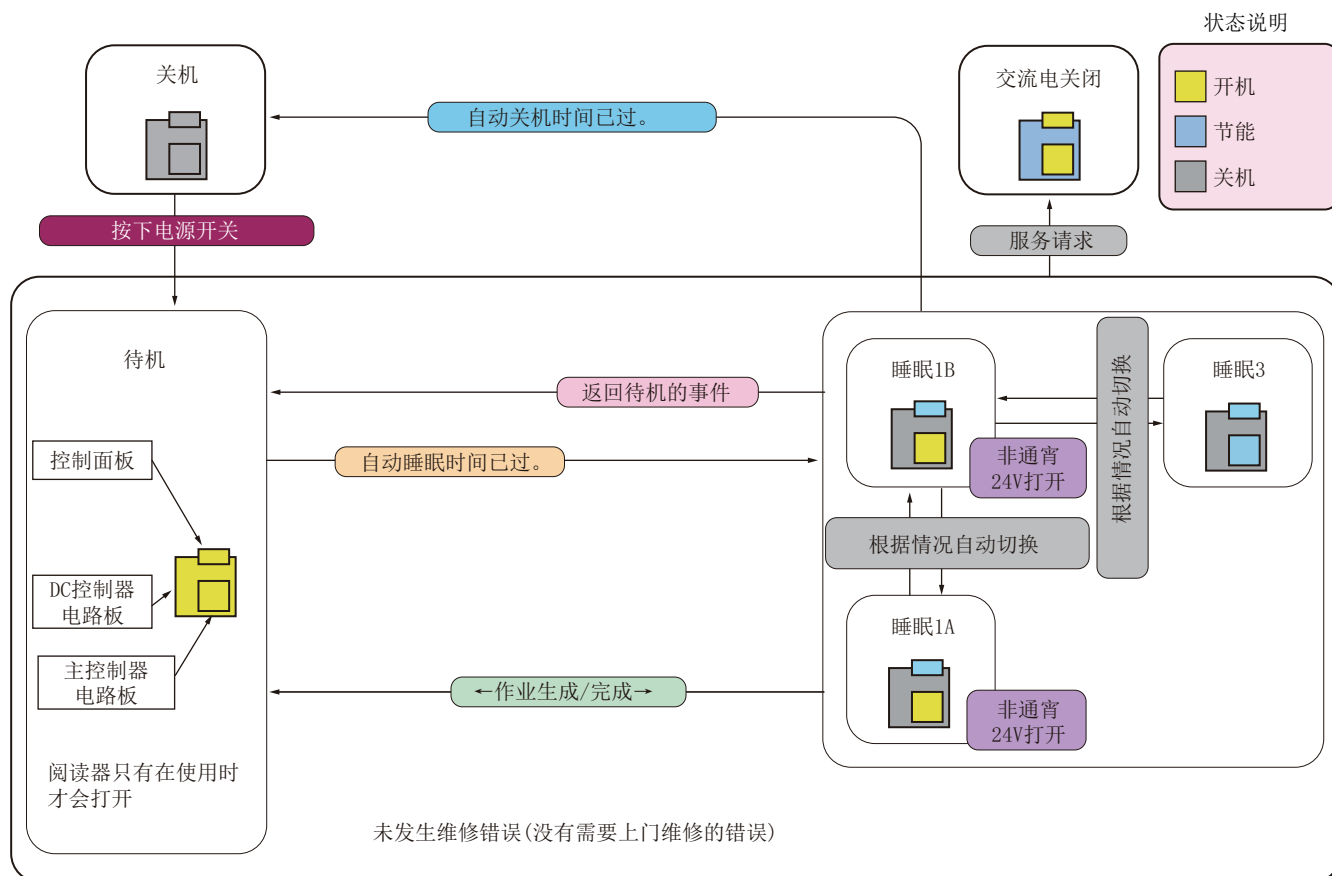 状态说明
关机
交流电关闭
开机
节能
关机
自动关机时间已过。
按下电源开关
服务请求
待机
睡眠1B
睡眠3
返回待机的事件
根据情况自动切换
控制面板
自动睡眠时间已过。
非通宵
24V打开
根据情况自动切换
DC控制器
电路板
睡眠1A
主控制器
电路板
←作业生成/完成→
非通宵
24V打开
阅读器只有在使用时
才会打开
未发生维修错误(没有需要上门维修的错误)